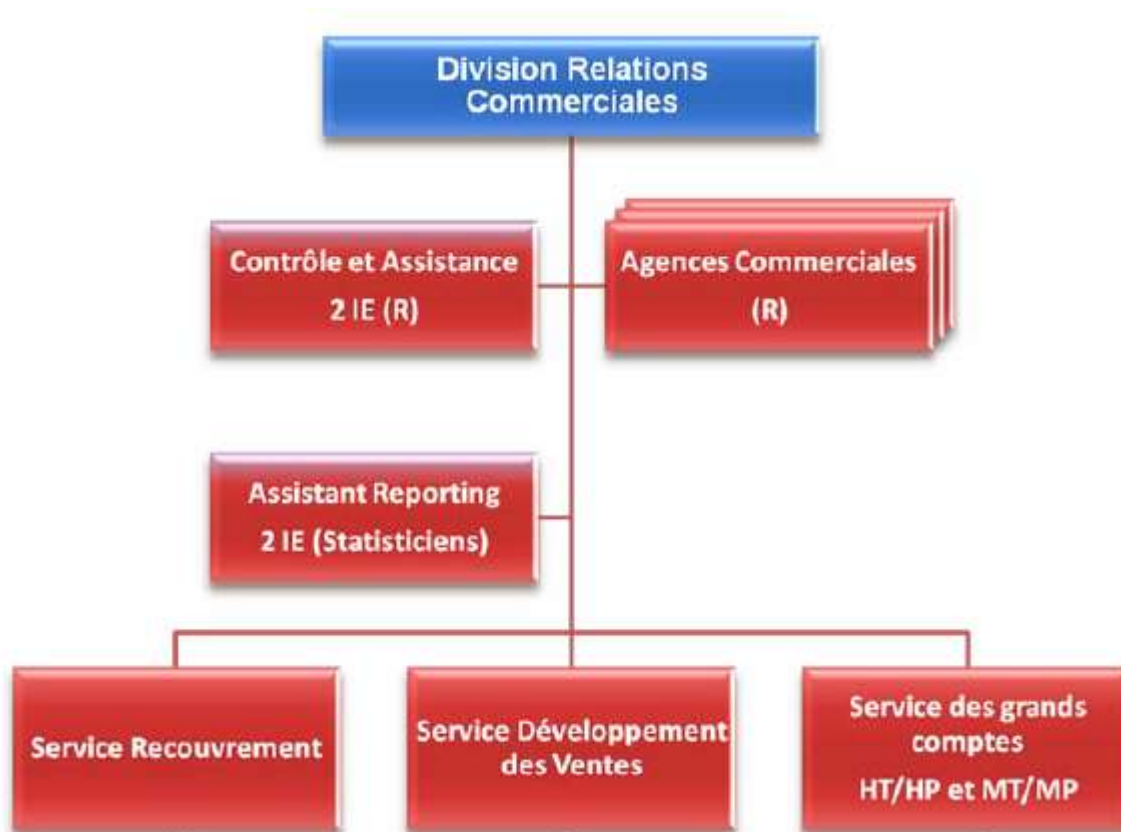 Division Relations
Commerciales
Contrôle et Assistance
2 IE (R)
Agences Commerciales
(R)
Assistant Reporting
2 IE (Statisticiens)
Service Recouvrement
Service Développement
des Ventes
Service des grands
comptes
HT/HP et MT/MP